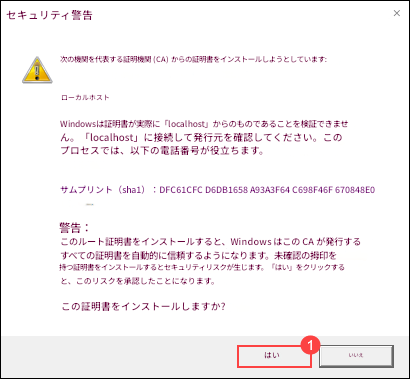 セキュリティ警告
次の機関を代表する証明機関 (CA) からの証明書をインストールしようとしています:
ローカルホスト
Windowsは証明書が実際に「localhost」からのものであることを検証できませ
ん。「localhost」に接続して発行元を確認してください。この
プロセスでは、以下の電話番号が役立ちます。
サムプリント（sha1）：DFC61CFC D6DB1658 A93A3F64 C698F46F 670848E0
警告：
このルート証明書をインストールすると、Windows はこの CA が発行する
すべての証明書を自動的に信頼するようになります。未確認の拇印を
持つ証明書をインストールするとセキュリティリスクが生じます。「はい」をクリックする
と、このリスクを承認したことになります。
この証明書をインストールしますか?
1
はい
いいえ